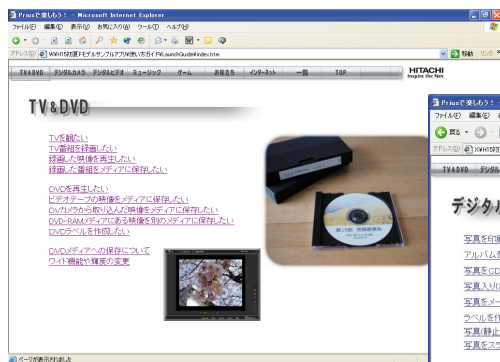 Priusで楽しもう! - Microsoft Internet Explorer
ファイル(F) 編集(E) 表示(V) お気に入り(A) ツール(T) ヘルプ(H)
アドレス(D)
移動 リンク
TV&DVD デジタルカメラ デジタルビデオ ミュージック ゲーム お役立ち インターネット 一覧 TOP
HITACHI
Inspire the Next
TV&DVD
TVを観たい
TV番組を録画したい
録画した映像を再生したい
録画した番組をメディアに保存したい
DVDを再生したい
ビデオテープの映像をメディアに保存したい
DVカメラから取り込んだ映像をメディアに保存したい
DVD-RAMメディアにある映像を別のメディアに保存したい
DVDラベルを作成したい
DVDメディアへの保存について
ワイド機能や輝度の変更
ページが表示されました
Priusで楽しもう! -
ファイル(F) 編集(E)
戻る
アドレス(D)
TV&DVD デジタル
デジタル
写真を印刷
アルバムを
写真をCD
写真入りに
写真をメー
ラベルを作
写真(静止
写真をスラ